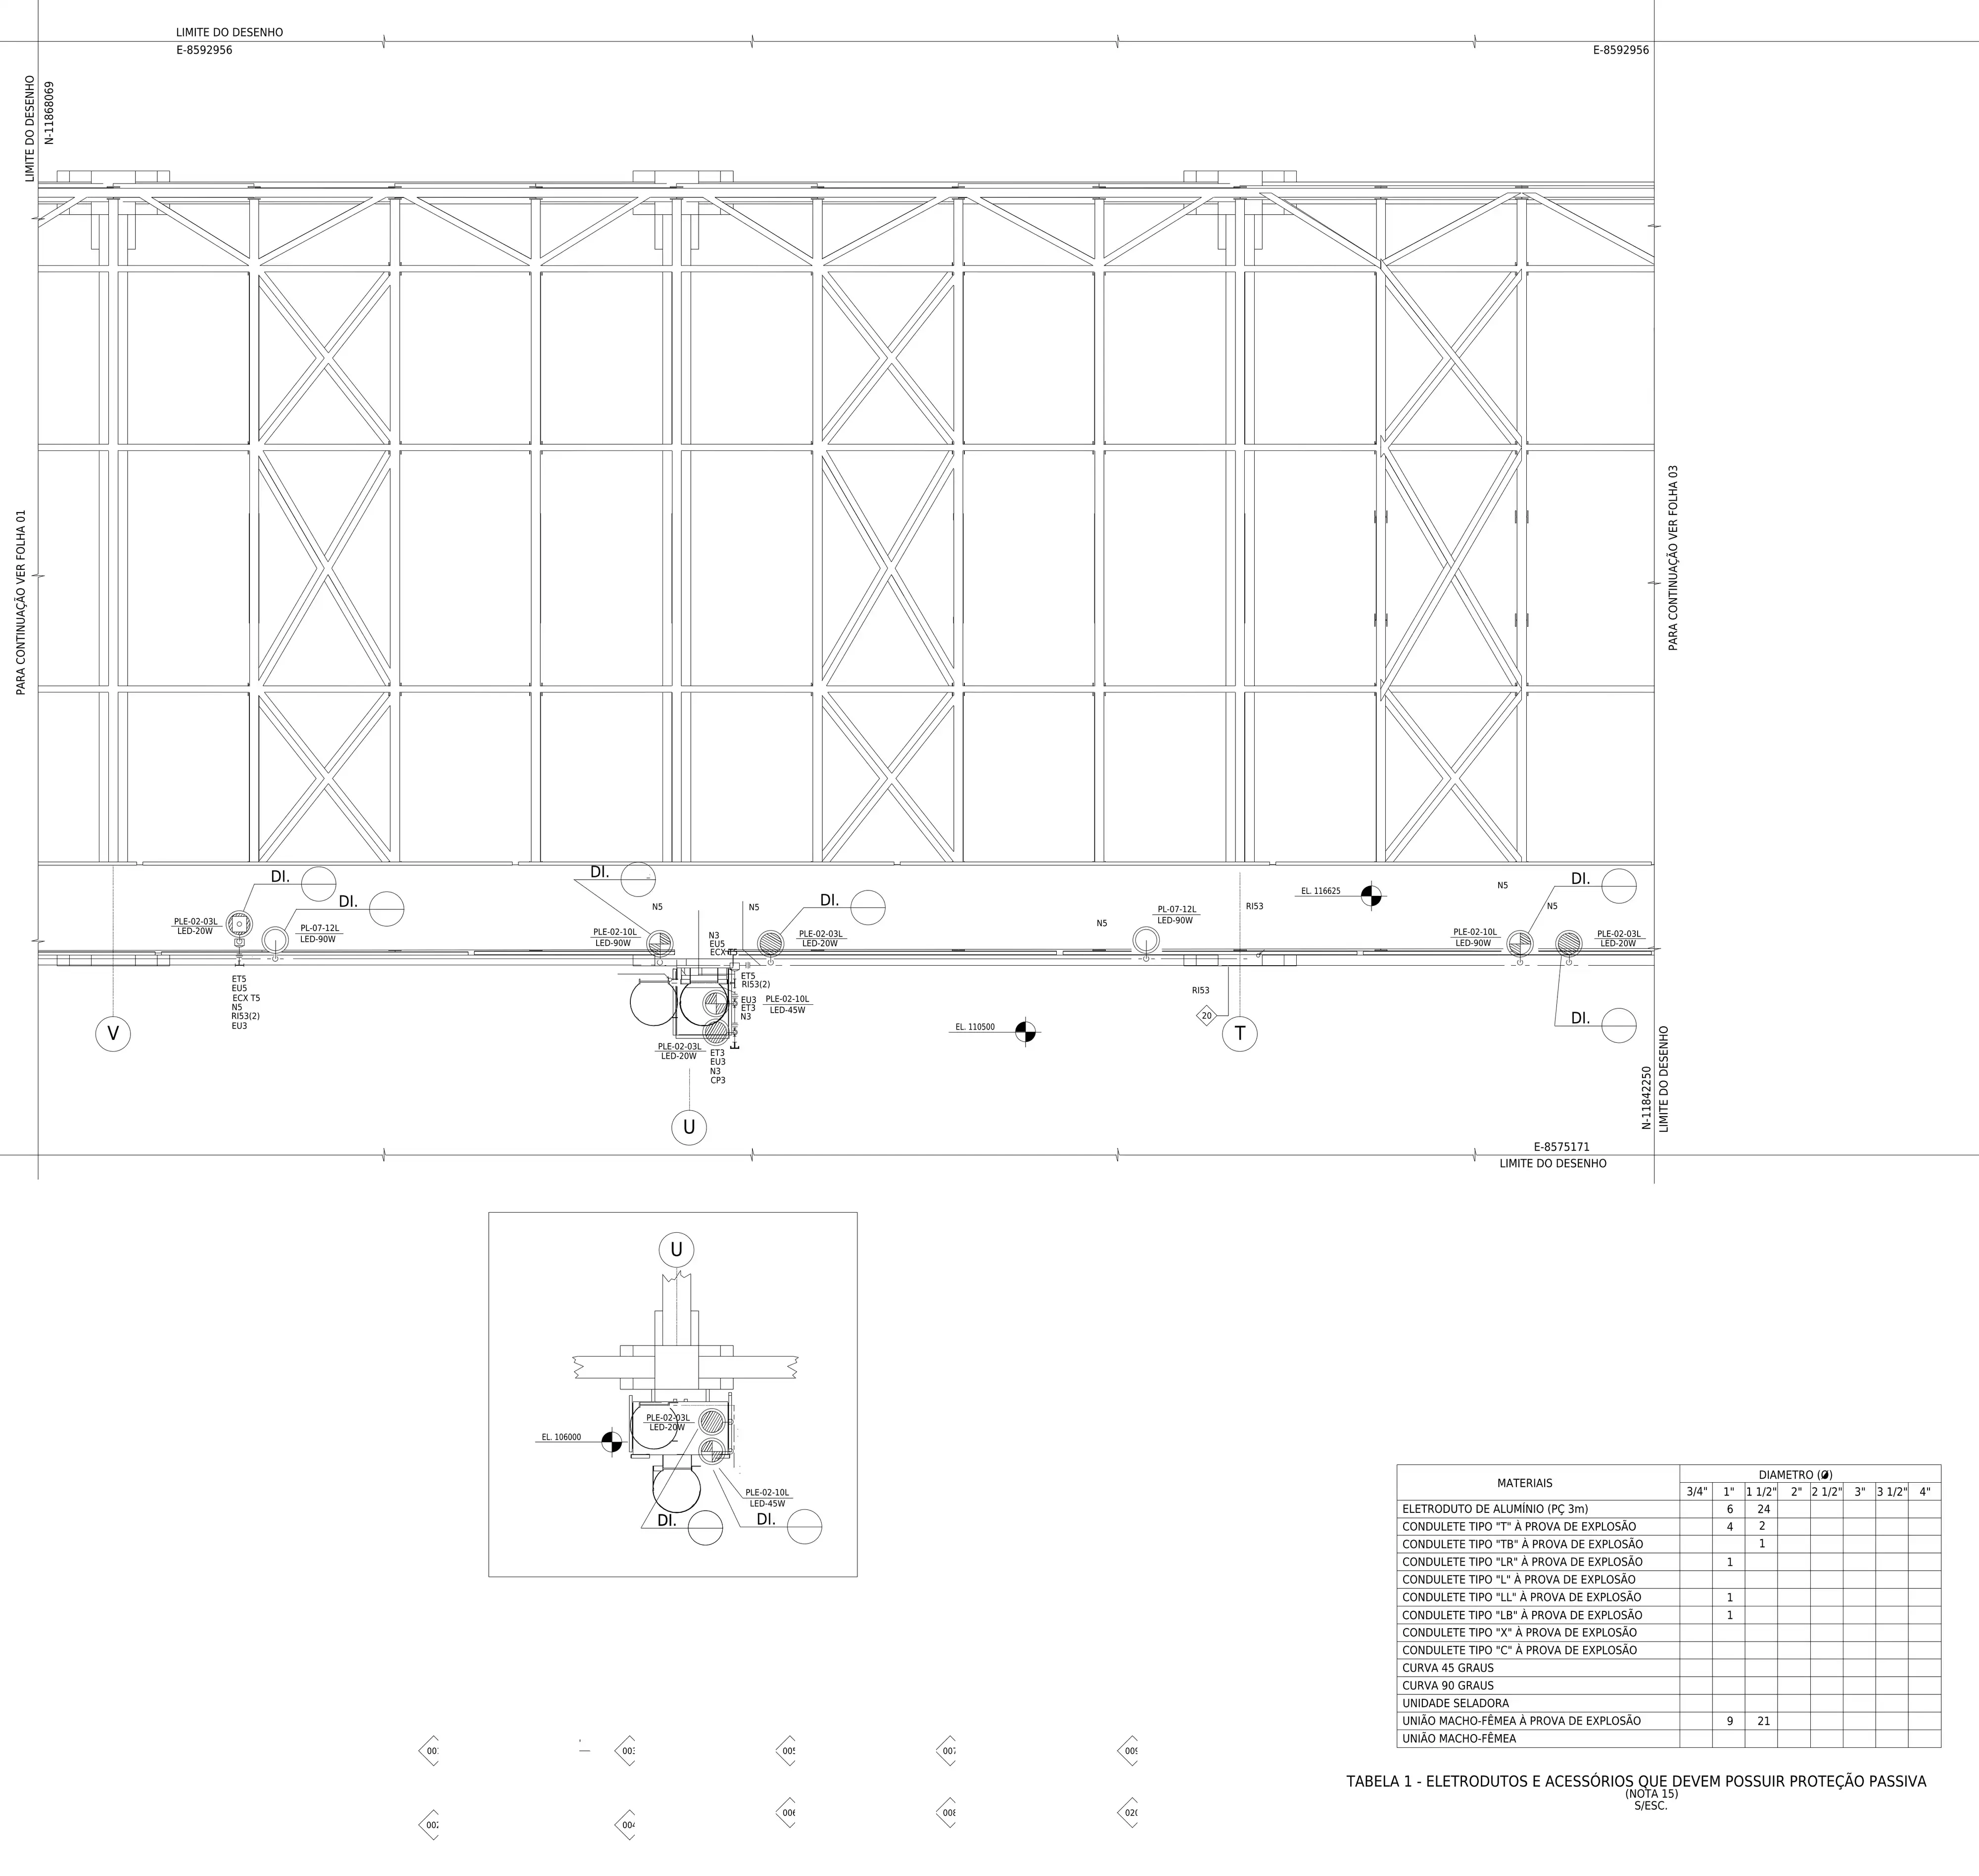 LIMITE DO DESENHO
E-8592956
E-8592956
LIMITE DO DESENHO
N-11868069
PARA CONTINUAÇÃO VER FOLHA 01
PARA CONTINUAÇÃO VER FOLHA 03
DI.
DI.
PLE-02-03L
LED-20W
PL-07-12L
LED-90W
ET5
EU5
ECX T5
N5
RI53(2)
EU3
V
DI.
N5
PLE-02-10L
LED-90W
N5
DI.
PLE-02-03L
LED-20W
N3
EU5
ECX T5
ET5
RI53(2)
EU3
ET3
N3
PLE-02-10L
LED-45W
PLE-02-03L
LED-20W
ET3
EU3
N3
CP3
U
EL. 110500
N5
PL-07-12L
LED-90W
RI53
RI53
20
T
EL. 116625
N5
DI.
N5
PLE-02-10L
LED-90W
PLE-02-03L
LED-20W
DI.
N-11842250
LIMITE DO DESENHO
E-8575171
LIMITE DO DESENHO
U
PLE-02-03L
LED-20W
EL. 106000
PLE-02-10L
LED-45W
DI.
DI.
MATERIAIS
DIAMETRO (Ø)
3/4" 1" 1 1/2" 2" 2 1/2" 3" 3 1/2" 4"
ELETRODUTO DE ALUMÍNIO (PÇ 3m) 6 24
CONDULETE TIPO "T" À PROVA DE EXPLOSÃO 4 2
CONDULETE TIPO "TB" À PROVA DE EXPLOSÃO 1
CONDULETE TIPO "LR" À PROVA DE EXPLOSÃO 1
CONDULETE TIPO "L" À PROVA DE EXPLOSÃO
CONDULETE TIPO "LL" À PROVA DE EXPLOSÃO 1
CONDULETE TIPO "LB" À PROVA DE EXPLOSÃO 1
CONDULETE TIPO "X" À PROVA DE EXPLOSÃO
CONDULETE TIPO "C" À PROVA DE EXPLOSÃO
CURVA 45 GRAUS
CURVA 90 GRAUS
UNIDADE SELADORA
UNIÃO MACHO-FÊMEA À PROVA DE EXPLOSÃO 9 21
UNIÃO MACHO-FÊMEA
TABELA 1 - ELETRODUTOS E ACESSÓRIOS QUE DEVEM POSSUIR PROTEÇÃO PASSIVA
(NOTA 15)
S/ESC.
003
005
007
009
004
006
008
020